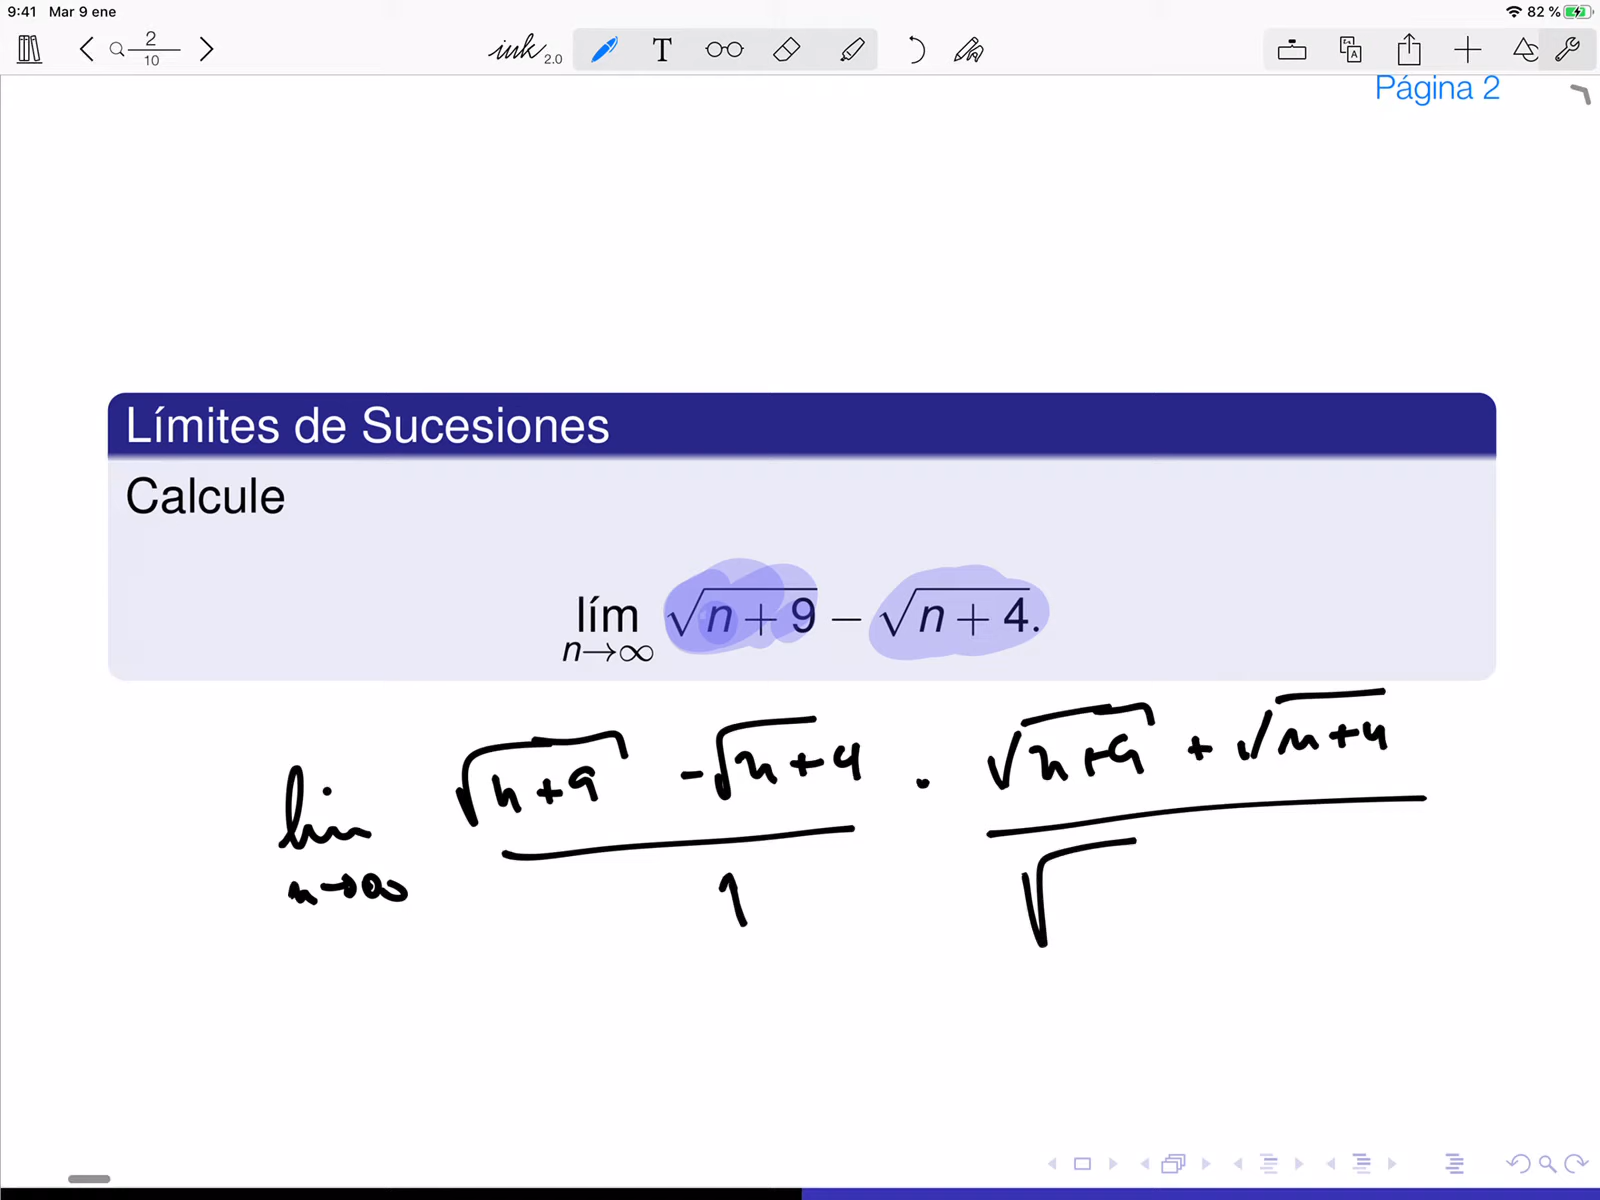 9:41 Mar 9 ene 82 %
2/10 ink 2.0 T A
Página 2
Límites de Sucesiones
Calcule
lím √(n + 9) − √(n + 4).
n→∞
lim (√(n+9) - √(n+4))/1 · (√(n+9) + √(n+4))/√
n→∞